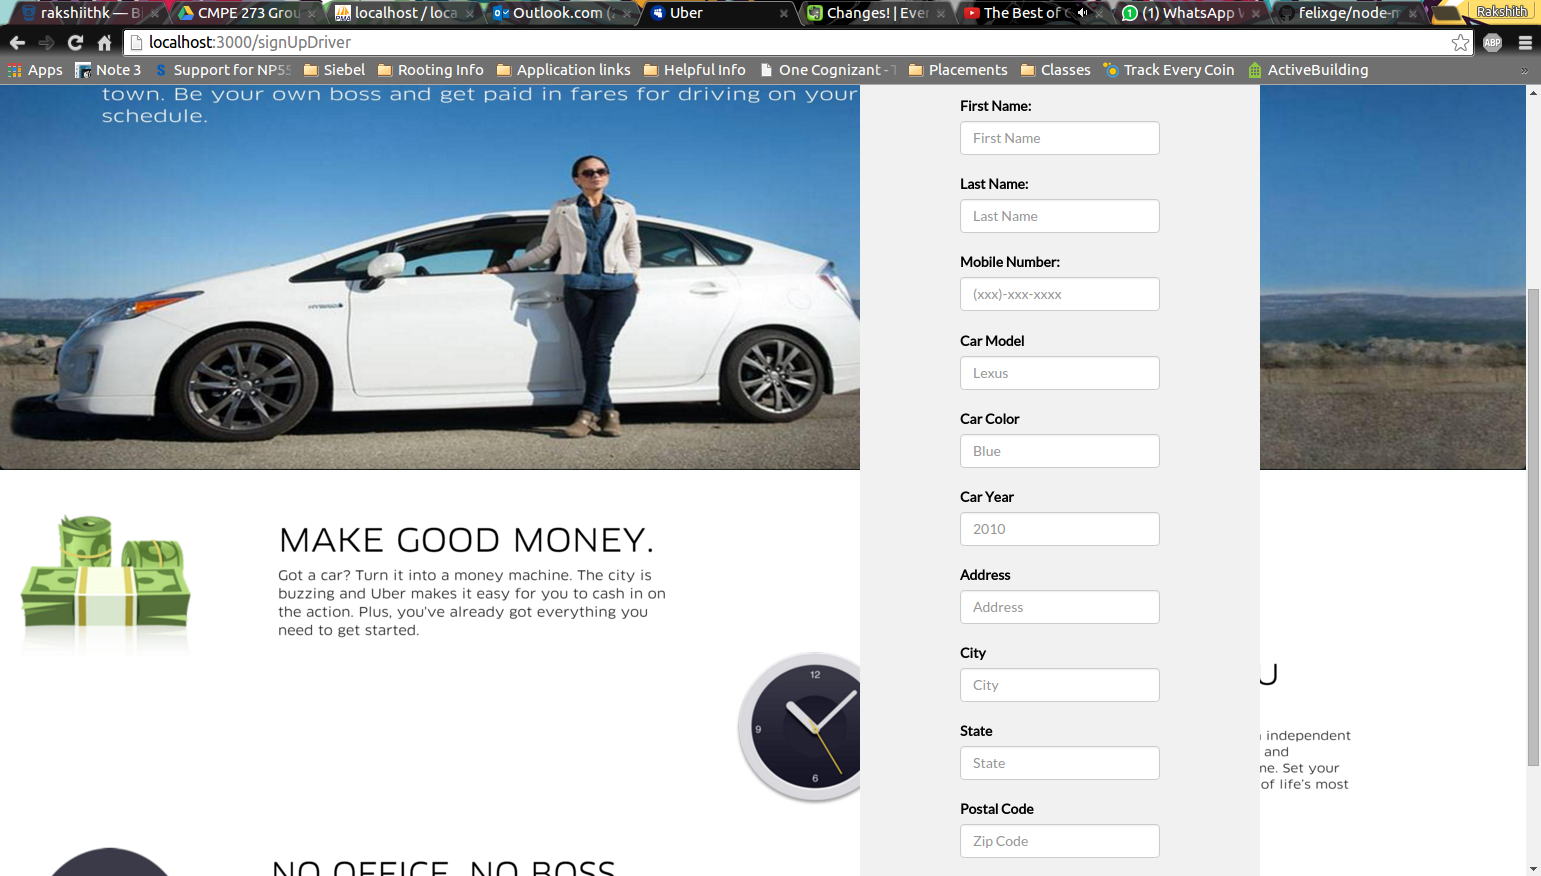 rakshiithk — B
CMPE 273 Grou
localhost / loca
Outlook.com (
Uber
Changes! | Ever
The Best of
(1) WhatsApp
felixge/node-m
Rakshith
localhost:3000/signUpDriver
ABP
Apps
Note 3
Support for NP55
Siebel
Rooting Info
Application links
Helpful Info
One Cognizant - T
Placements
Classes
Track Every Coin
ActiveBuilding
»
town. Be your own boss and get paid in fares for driving on your
schedule.
HYBRID
First Name:
First Name
Last Name:
Last Name
Mobile Number:
(xxx)-xxx-xxxx
Car Model
Lexus
Car Color
Blue
Car Year
2010
Address
Address
City
City
State
State
Postal Code
Zip Code
MAKE GOOD MONEY.
Got a car? Turn it into a money machine. The city is
buzzing and Uber makes it easy for you to cash in on
the action. Plus, you've already got everything you
need to get started.
12
9
6
U
independent
and
me. Set your
of life's most
NO OFFICE, NO BOSS